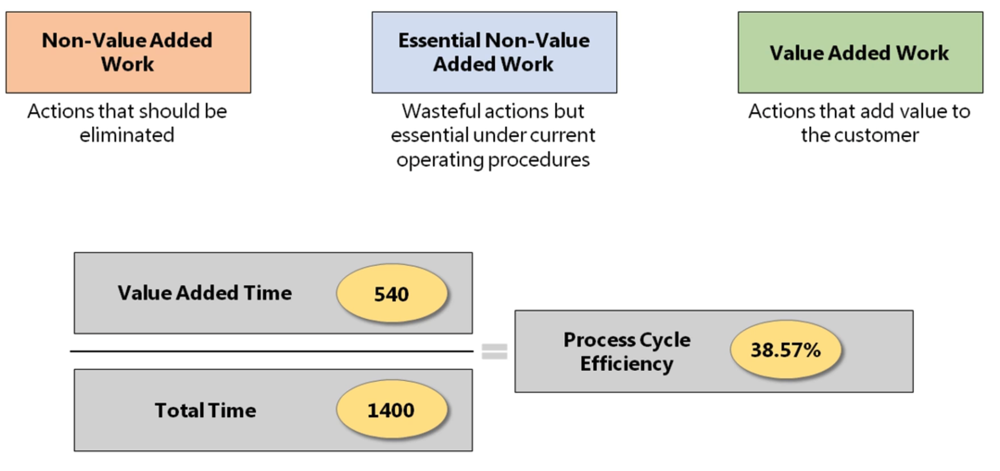 Non-Value Added
Work
Essential Non-Value
Added Work
Value Added Work
Actions that should be
eliminated
Wasteful actions but
essential under current
operating procedures
Actions that add value to
the customer
Value Added Time
540
=
Process Cycle
Efficiency
38.57%
Total Time
1400